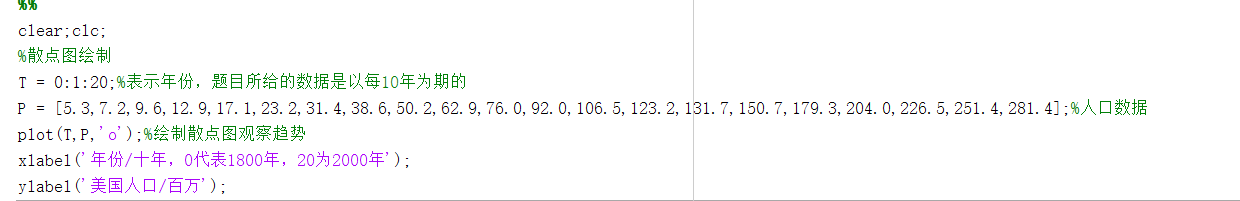 %%
clear;clc;
%散点图绘制
T = 0:1:20;%表示年份，题目所给的数据是以每10年为期的
P = [5.3,7.2,9.6,12.9,17.1,23.2,31.4,38.6,50.2,62.9,76.0,92.0,106.5,123.2,131.7,150.7,179.3,204.0,226.5,251.4,281.4];%人口数据
plot(T,P,'o');%绘制散点图观察趋势
xlabel('年份/十年，0代表1800年，20为2000年');
ylabel('美国人口/百万');